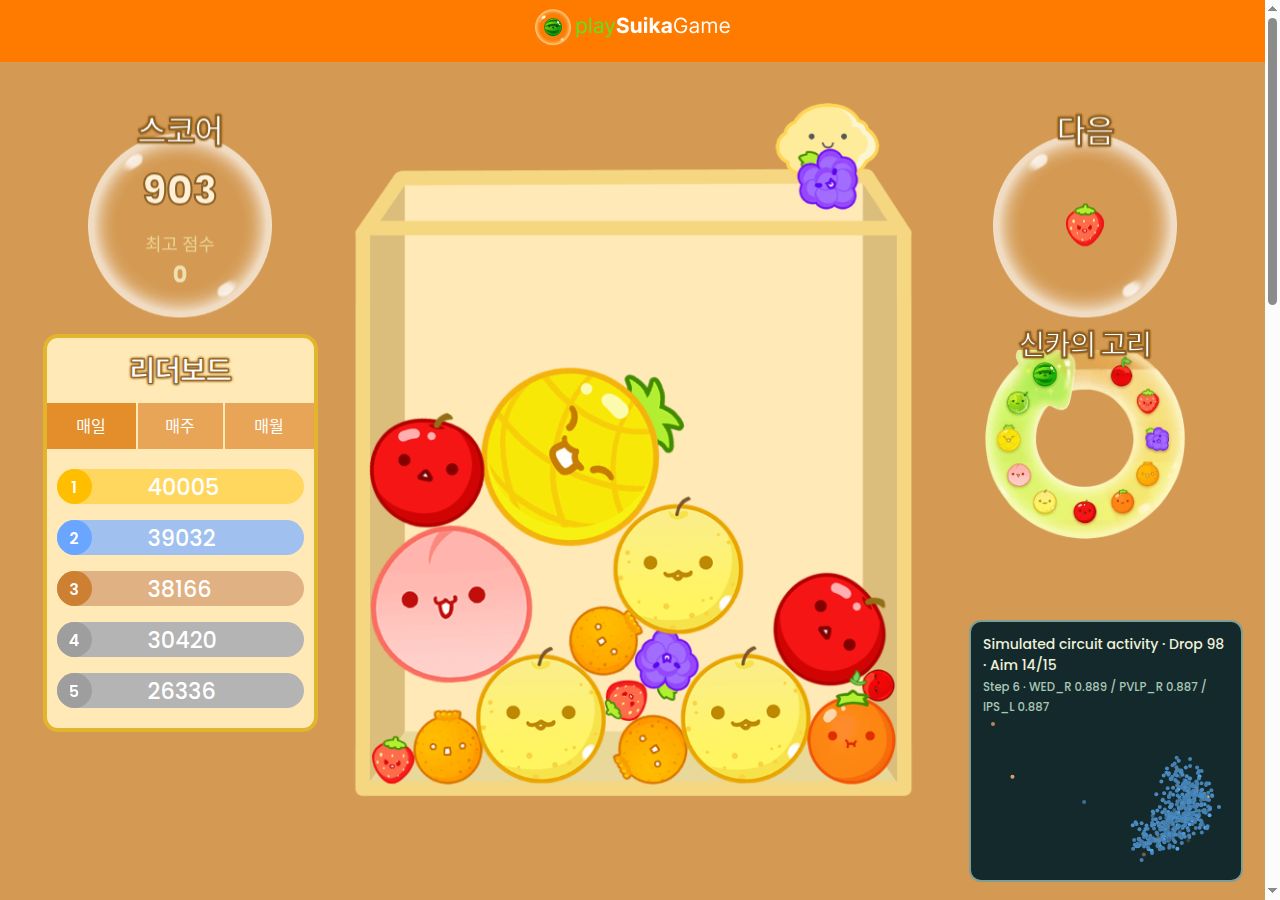 playSuikaGame
스코어
903
최고 점수
0
리더보드
매일 매주 매월
1 40005
2 39032
3 38166
4 30420
5 26336
다음
신카의 고리
Simulated circuit activity · Drop 98
· Aim 14/15
Step 6 · WED_R 0.889 / PVLP_R 0.887 /
IPS_L 0.887